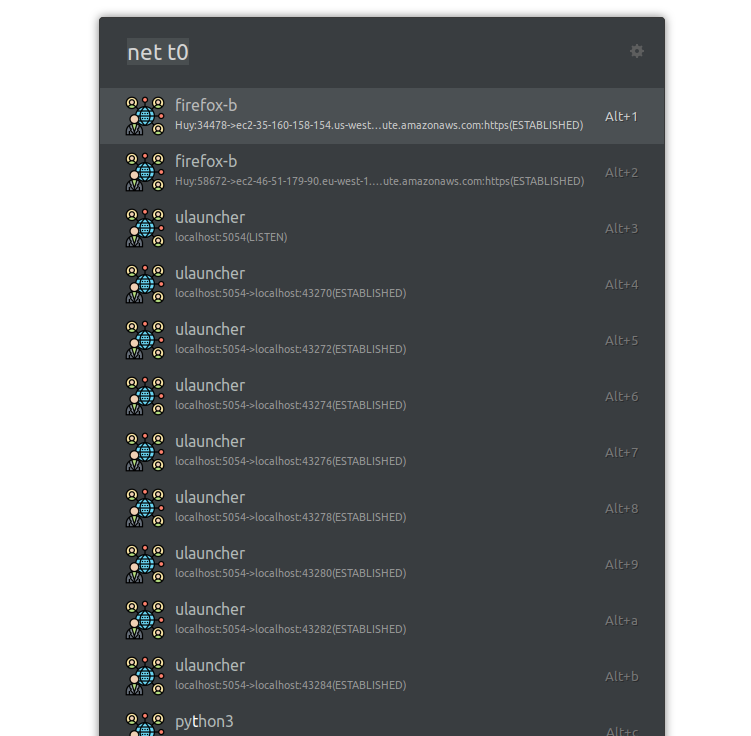 net t0
firefox-b
Huy:34478->ec2-35-160-158-154.us-west...ute.amazonaws.com:https(ESTABLISHED)
Alt+1
firefox-b
Huy:58672->ec2-46-51-179-90.eu-west-1....ute.amazonaws.com:https(ESTABLISHED)
Alt+2
ulauncher
localhost:5054(LISTEN)
Alt+3
ulauncher
localhost:5054->localhost:43270(ESTABLISHED)
Alt+4
ulauncher
localhost:5054->localhost:43272(ESTABLISHED)
Alt+5
ulauncher
localhost:5054->localhost:43274(ESTABLISHED)
Alt+6
ulauncher
localhost:5054->localhost:43276(ESTABLISHED)
Alt+7
ulauncher
localhost:5054->localhost:43278(ESTABLISHED)
Alt+8
ulauncher
localhost:5054->localhost:43280(ESTABLISHED)
Alt+9
ulauncher
localhost:5054->localhost:43282(ESTABLISHED)
Alt+a
ulauncher
localhost:5054->localhost:43284(ESTABLISHED)
Alt+b
python3
Alt+c